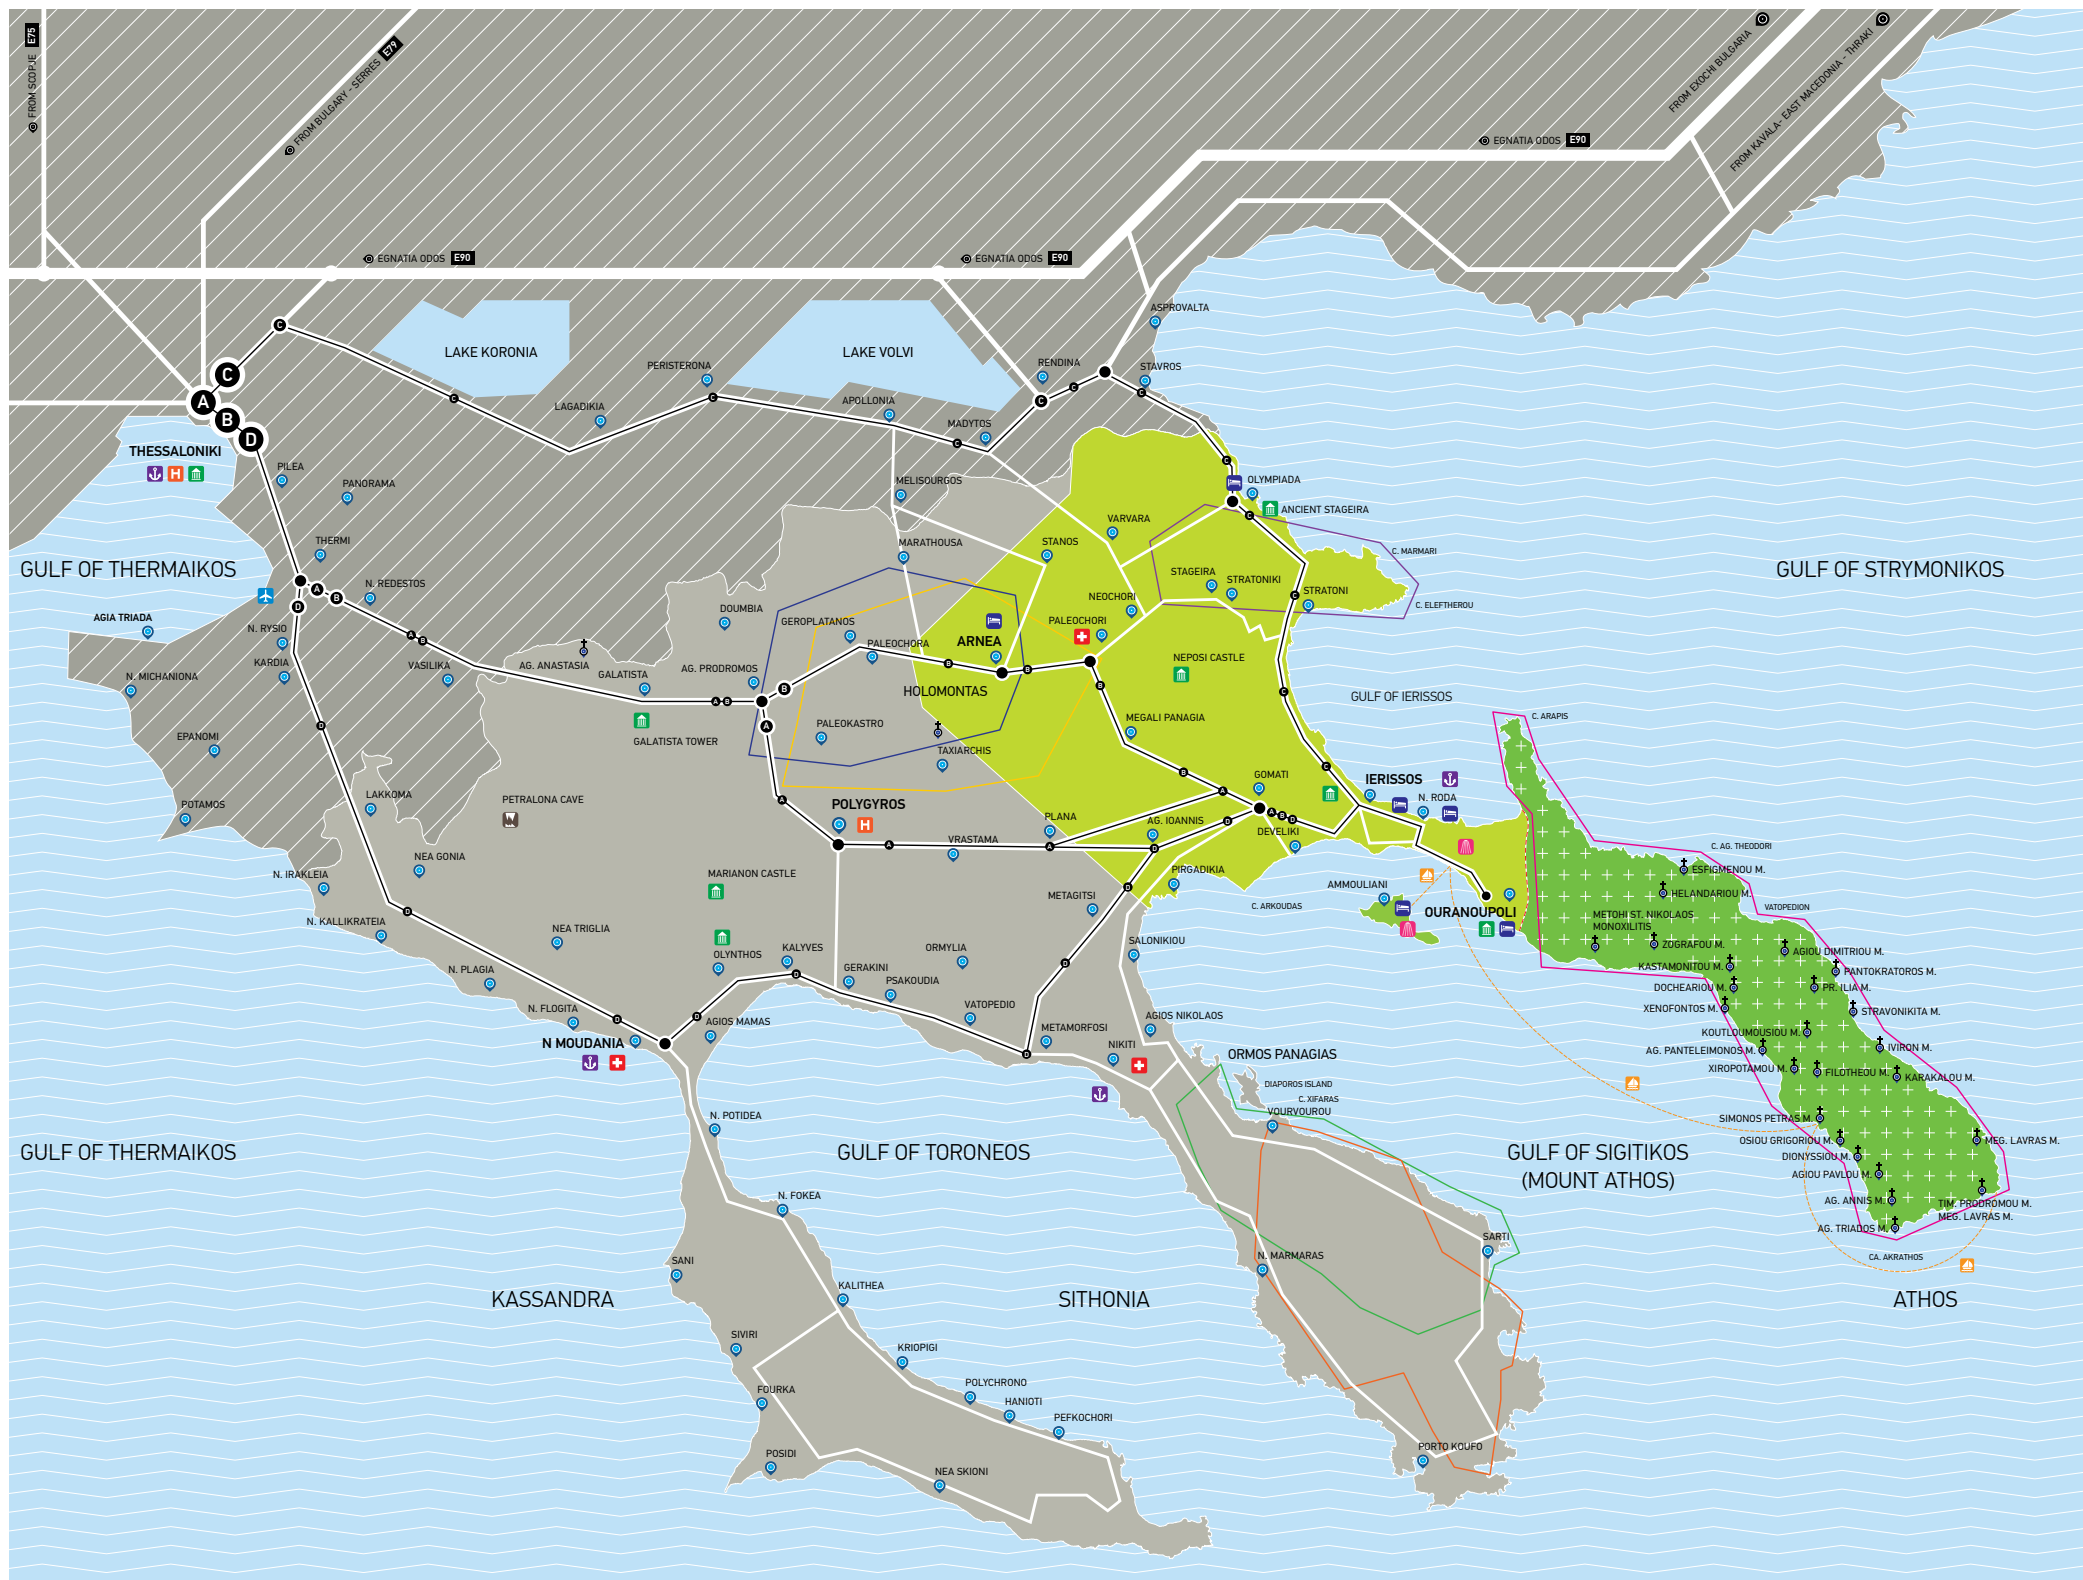 FROM SCOPJE E75
FROM BULGARY - SERRES E79
FROM EXOCHI BULGARIA
FROM KAVALA- EAST MACEDONIA - THRAKI
EGNATIA ODOS E90
EGNATIA ODOS E90
EGNATIA ODOS E90
ASPROVALTA
LAKE KORONIA
LAKE VOLVI
PERISTERONA
RENDINA
STAVROS
LAGADIKIA
APOLLONIA
MADYTOS
C
A
B
D
C
C
C
C
C
C
C
C
THESSALONIKI
H
PILEA
PANORAMA
MELISOURGOS
OLYMPIADA
ANCIENT STAGEIRA
C
VARVARA
THERMI
MARATHOUSA
STANOS
C. MARMARI
GULF OF THERMAIKOS
GULF OF STRYMONIKOS
STAGEIRA
STRATONIKI
STRATONI
C
N. REDESTOS
A
B
D
NEOCHORI
C. ELEFTHEROU
AGIA TRIADA
DOUMBIA
GEROPLATANOS
PALEOCHORI
N. RYSIO
A B
PALEOCHORA
ARNEA
KARDIA
VASILIKA
AG. ANASTASIA
GALATISTA
AG. PRODROMOS
NEPOSI CASTLE
B
B
B
B
C
N. MICHANIONA
HOLOMONTAS
GULF OF IERISSOS
A B
A
D
MEGALI PANAGIA
C. ARAPIS
EPANOMI
GALATISTA TOWER
PALEOKASTRO
TAXIARCHIS
B
C
GOMATI
IERISSOS
POTAMOS
LAKKOMA
PETRALONA CAVE
A
POLYGYROS
H
A
N. RODA
A B D
D
PLANA
AG. IOANNIS
DEVELIKI
A
VRASTAMA
A
D
C. AG. THEODORI
NEA GONIA
N. IRAKLEIA
MARIANON CASTLE
PIRGADIKIA
D
AMMOULIANI
ESFIGMENOU M.
HELANDARIOU M.
D
METAGITSI
C. ARKOUDAS
OURANOUPOLI
METOHI ST. NIKOLAOS
MONOXILITIS
VATOPEDION
N. KALLIKRATEIA
NEA TRIGLIA
OLYNTHOS
KALYVES
ORMYLIA
SALONIKIOU
ZOGRAFOU M.
AGIOU DIMITRIOU M.
N. PLAGIA
D
GERAKINI
PSAKOUDIA
D
KASTAMONITOU M.
PANTOKRATOROS M.
DOCHEARIOU M.
PR. ILIA M.
N. FLOGITA
D
D
AGIOS MAMAS
VATOPEDIO
XENOFONTOS M.
STRAVONIKITA M.
N MOUDANIA
METAMORFOSI
AGIOS NIKOLAOS
KOUTLOUMOUSIOU M.
D
NIKITI
ORMOS PANAGIAS
AG. PANTELEIMONOS M.
IVIRON M.
XIROPOTAMOU M.
FILOTHEOU M.
KARAKALOU M.
DIAPOROS ISLAND
C. XIFARAS
VOURVOUROU
N. POTIDEA
SIMONOS PETRAS M.
OSIOU GRIGORIOU M.
MEG. LAVRAS M.
GULF OF THERMAIKOS
GULF OF TORONEOS
GULF OF SIGITIKOS
(MOUNT ATHOS)
DIONYSSIOU M.
AGIOU PAVLOU M.
N. FOKEA
AG. ANNIS M.
TIM. PRODROMOU M.
MEG. LAVRAS M.
AG. TRIADOS M.
SARTI
SANI
N. MARMARAS
CA. AKRATHOS
KALITHEA
KASSANDRA
SITHONIA
ATHOS
SIVIRI
KRIOPIGI
FOURKA
POLYCHRONO
HANIOTI
PEFKOCHORI
POSIDI
PORTO KOUFO
NEA SKIONI